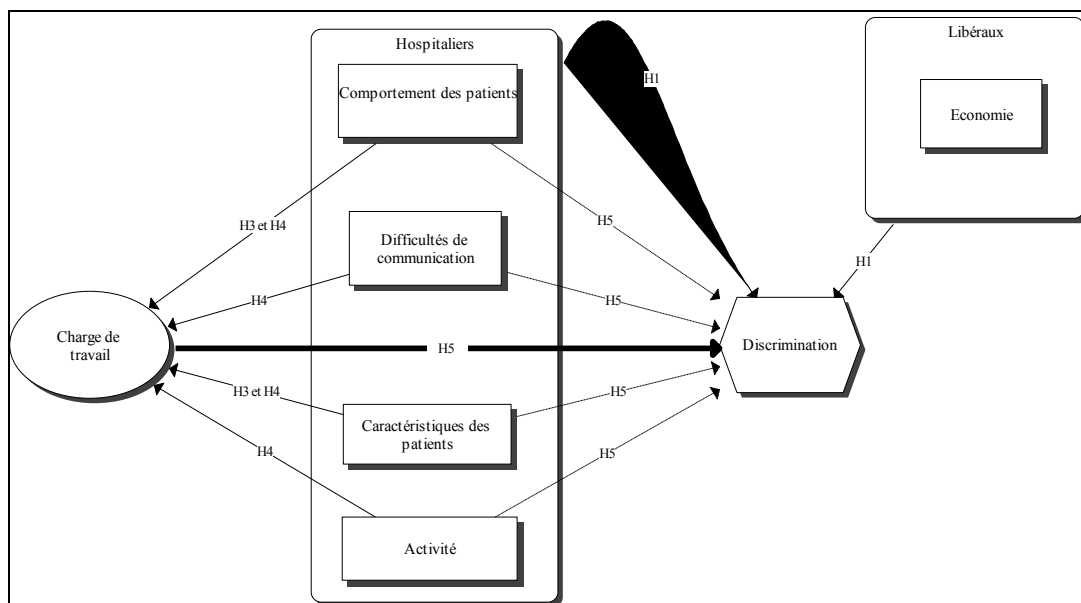 Hospitaliers
Libéraux
Comportement des patients
H1
Economie
H3 et H4
H5
Difficultés de
communication
H1
H4
H5
Charge de
travail
H5
Discrimination
H3 et H4
H5
Caractéristiques des
patients
H4
H5
Activité